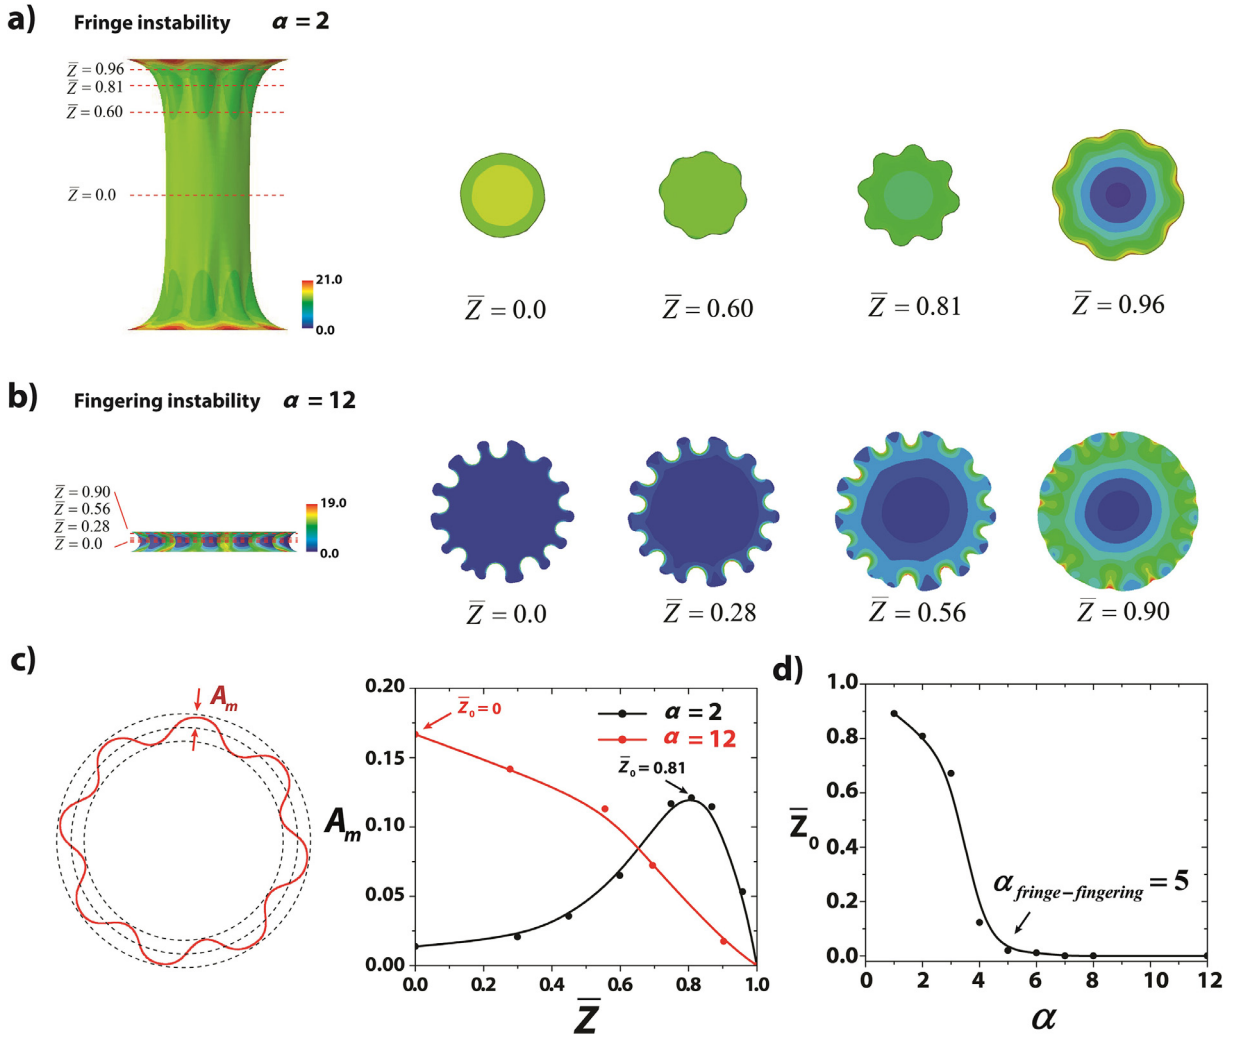 a) Fringe instability α = 2
Z̅ = 0.96
Z̅ = 0.81
Z̅ = 0.60
Z̅ = 0.0
21.0
0.0
Z̅ = 0.0 Z̅ = 0.60 Z̅ = 0.81 Z̅ = 0.96
b) Fingering instability α = 12
Z̅ = 0.90
Z̅ = 0.56
Z̅ = 0.28
Z̅ = 0.0
19.0
0.0
Z̅ = 0.0 Z̅ = 0.28 Z̅ = 0.56 Z̅ = 0.90
c)
Aₘ
0.20
0.15
0.10
0.05
0.00
Aₘ
Z̅₀ = 0
α = 2
α = 12
Z̅₀ = 0.81
0.0 0.2 0.4 0.6 0.8 1.0
Z̅
d)
1.0
0.8
0.6
0.4
0.2
0.0
Z̅₀
α fringe−fingering = 5
0 2 4 6 8 10 12
α